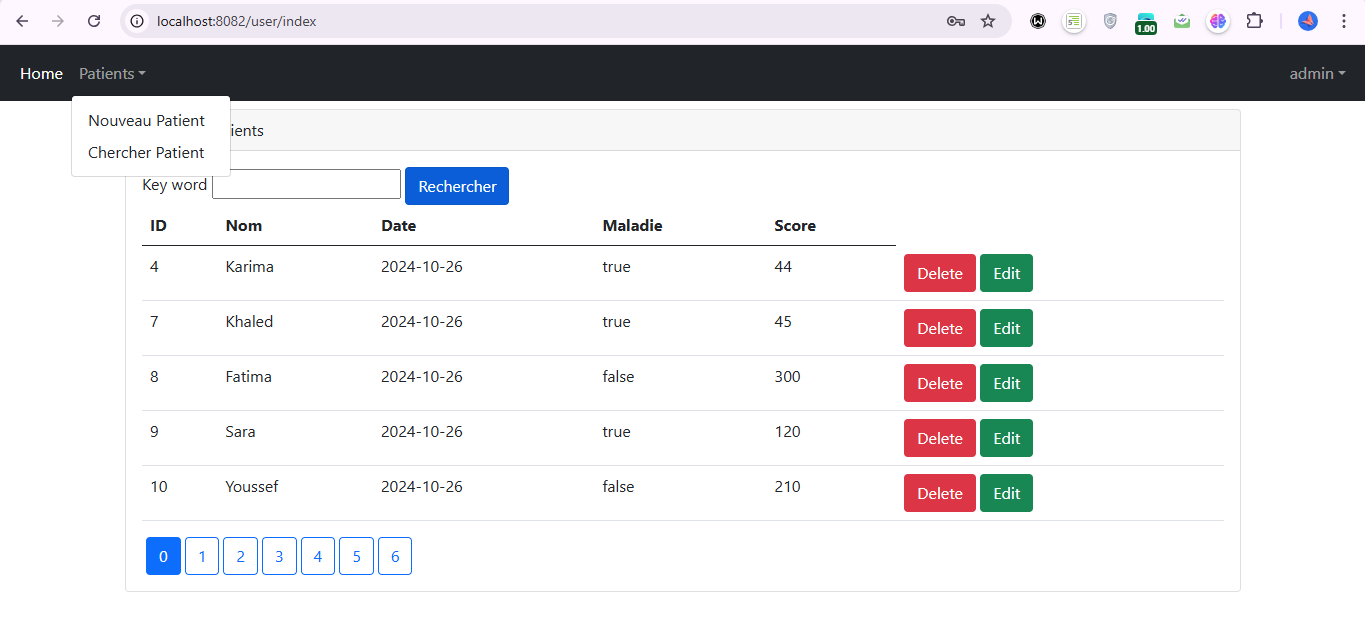 localhost:8082/user/index
1.00
Home Patients admin
Nouveau Patient
Chercher Patient
ients
Key word Rechercher
ID Nom Date Maladie Score
4 Karima 2024-10-26 true 44 Delete Edit
7 Khaled 2024-10-26 true 45 Delete Edit
8 Fatima 2024-10-26 false 300 Delete Edit
9 Sara 2024-10-26 true 120 Delete Edit
10 Youssef 2024-10-26 false 210 Delete Edit
0 1 2 3 4 5 6